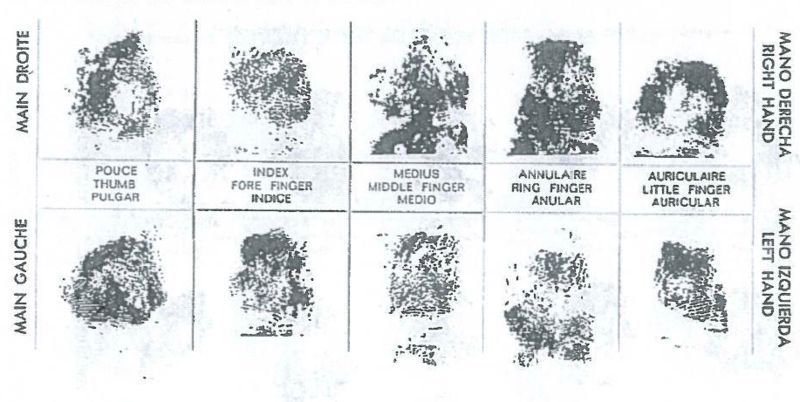 MAIN DROITE
MANO DERECHA
RIGHT HAND
POUCE
THUMB
PULGAR
INDEX
FORE FINGER
INDICE
MEDIUS
MIDDLE FINGER
MEDIO
ANNULAIRE
RING FINGER
ANULAR
AURICULAIRE
LITTLE FINGER
AURICULAR
MAIN GAUCHE
MANO IZQUIERDA
LEFT HAND